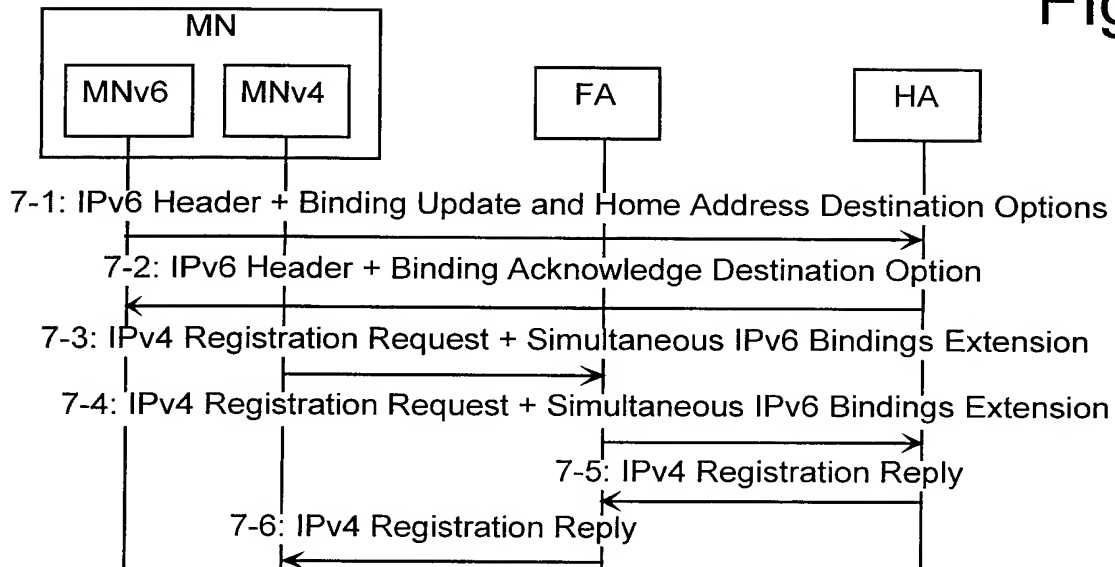 Fig
MN
MNv6 MNv4 FA HA
7-1: IPv6 Header + Binding Update and Home Address Destination Options
7-2: IPv6 Header + Binding Acknowledge Destination Option
7-3: IPv4 Registration Request + Simultaneous IPv6 Bindings Extension
7-4: IPv4 Registration Request + Simultaneous IPv6 Bindings Extension
7-5: IPv4 Registration Reply
7-6: IPv4 Registration Reply